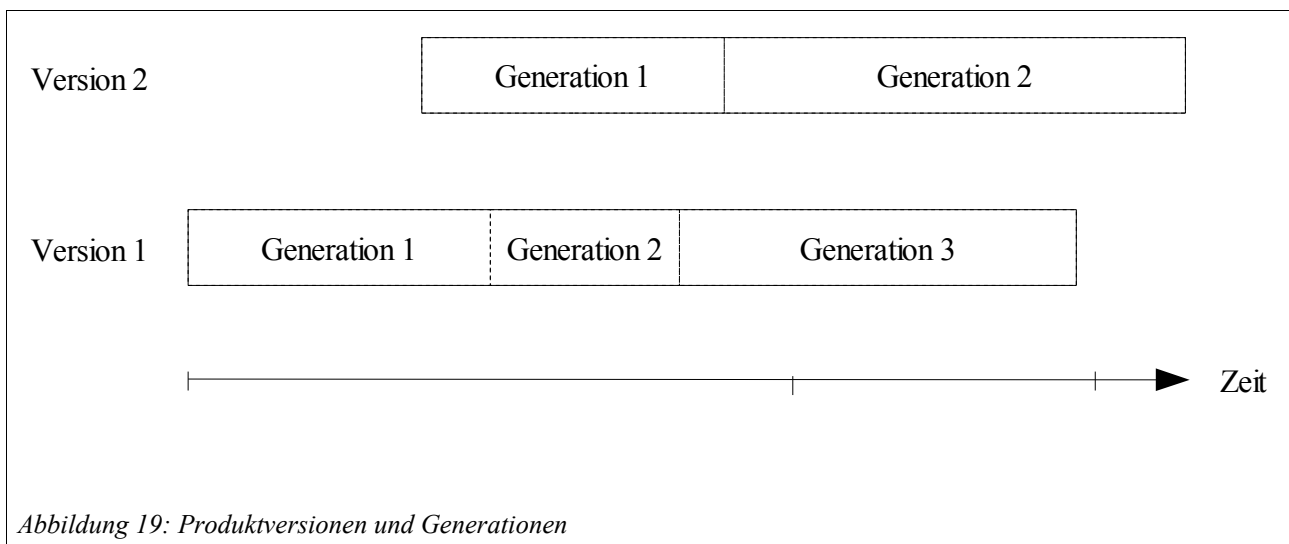 Version 2
Generation 1
Generation 2
Version 1
Generation 1
Generation 2
Generation 3
Zeit
Abbildung 19: Produktversionen und Generationen